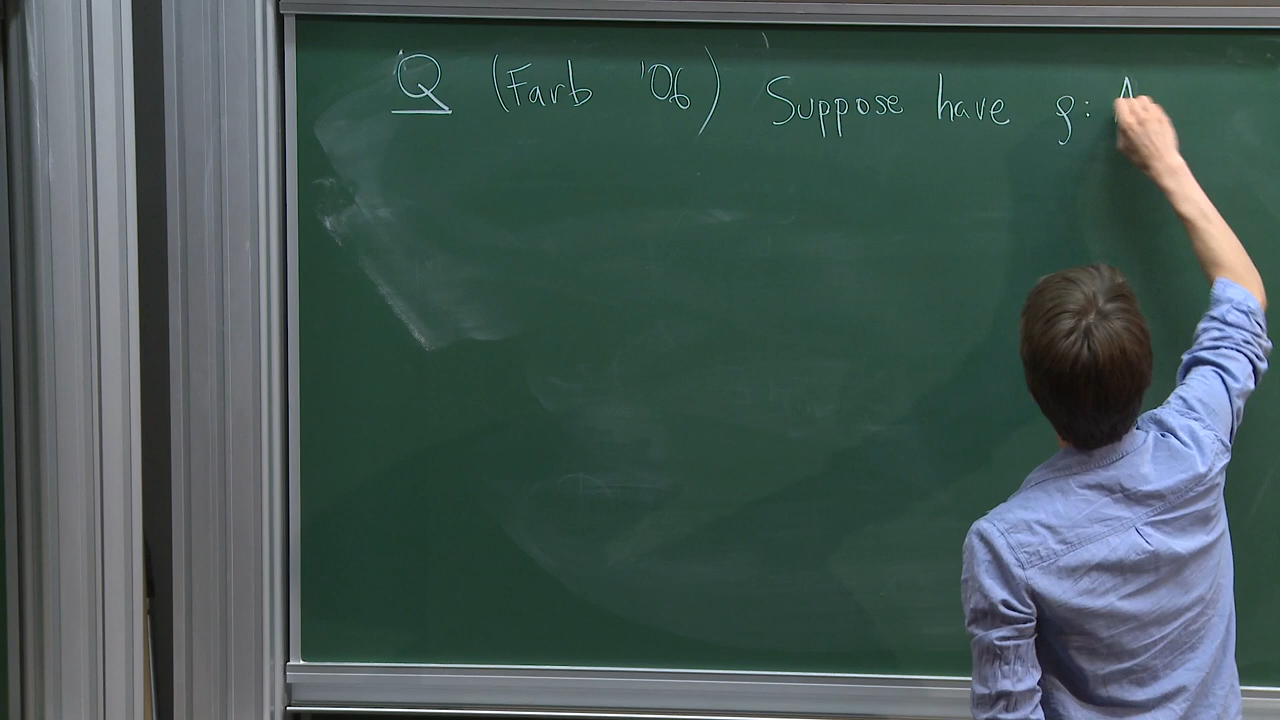 Q (Farb '06) Suppose have ρ: